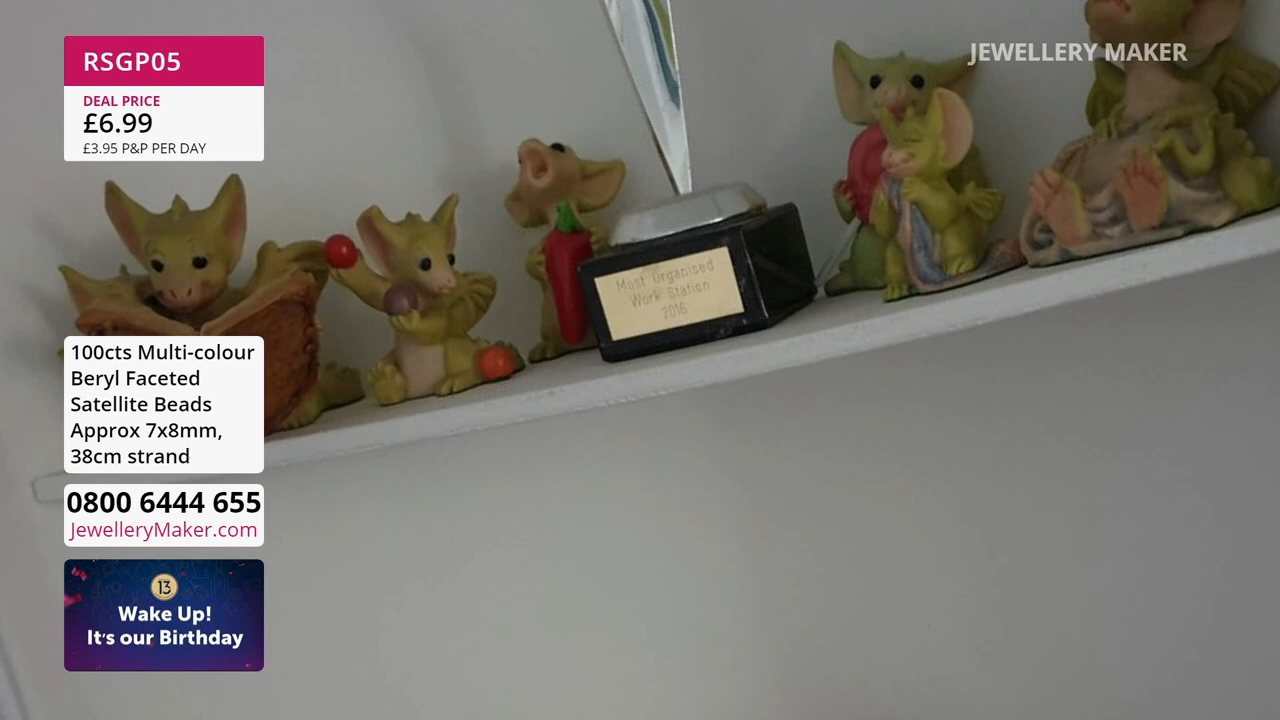 RSGP05
DEAL PRICE
£6.99
£3.95 P&P PER DAY
JEWELLERY MAKER
Most Organised
Work Station
2016
100cts Multi-colour
Beryl Faceted
Satellite Beads
Approx 7x8mm,
38cm strand
0800 6444 655
JewelleryMaker.com
13
Wake Up!
It's our Birthday